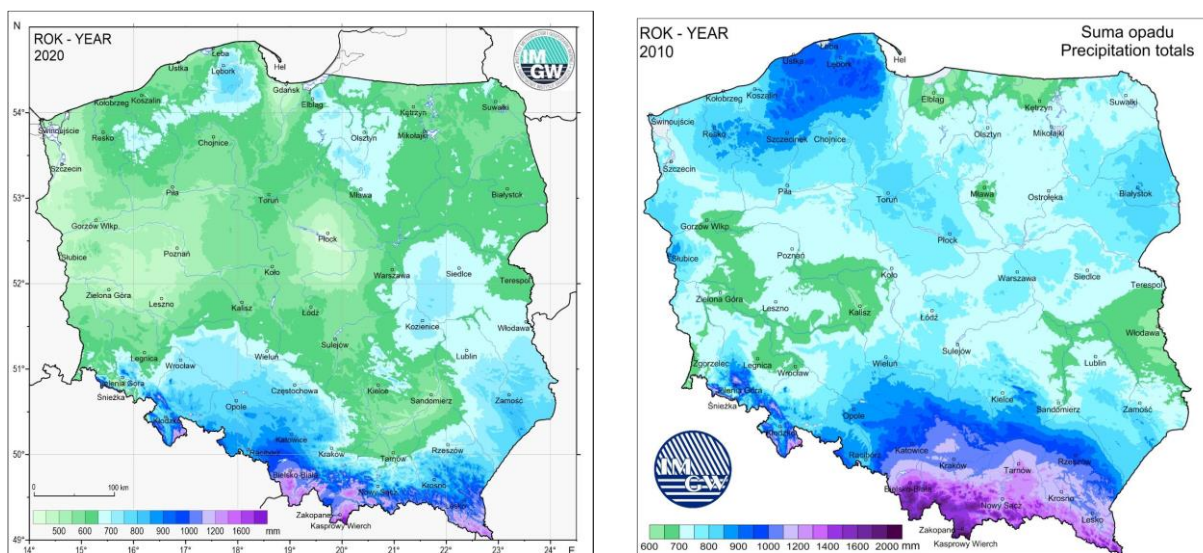 N
ROK - YEAR
2020
IM
GW
Łeba
Ustka
Lębork
Hel
Gdańsk
Koszalin
Kołobrzeg
Elbląg
Kętrzyn
Suwałki
54°
Świnoujście
Resko
Chojnice
Olsztyn
Mikołajki
Szczecin
Piła
Toruń
Mława
Białystok
53°
Gorzów Wlkp.
Płock
Słubice
Poznań
Koło
Warszawa
Siedlce
Terespol
52°
Zielona Góra
Leszno
Kalisz
Łódź
Kozienice
Włodawa
Sulejów
Legnica
Wrocław
Wieluń
Lublin
51°
Jelenia Góra
Śnieżka
Kielce
Częstochowa
Opole
Sandomierz
Zamość
Kłodzko
Katowice
Racibórz
Kraków
Tarnów
Rzeszów
50°
Bielsko-Biała
Nowy Sącz
Krosno
Lesko
0 100 km
Zakopane
Kasprowy Wierch
500 600 700 800 900 1000 1200 1600 mm
49°
14° 15° 16° 17° 18° 19° 20° 21° 22° 23° 24° E
ROK - YEAR
2010
Suma opadu
Precipitation totals
Łeba
Ustka
Lębork
Hel
Kołobrzeg
Koszalin
Elbląg
Kętrzyn
Suwałki
Świnoujście
Resko
Szczecinek
Chojnice
Olsztyn
Mikołajki
Szczecin
Piła
Toruń
Mława
Ostrołęka
Białystok
Gorzów Wlkp.
Płock
Słubice
Poznań
Koło
Warszawa
Siedlce
Terespol
Zielona Góra
Leszno
Kalisz
Łódź
Włodawa
Sulejów
Zgorzelec
Legnica
Wrocław
Wieluń
Lublin
Jelenia Góra
Śnieżka
Kielce
Opole
Sandomierz
Zamość
Kłodzko
Katowice
Racibórz
Kraków
Tarnów
Rzeszów
Bielsko-Biała
Nowy Sącz
Krosno
Lesko
IM
GW
Zakopane
Kasprowy Wierch
600 700 800 900 1000 1200 1400 1600 2000 mm